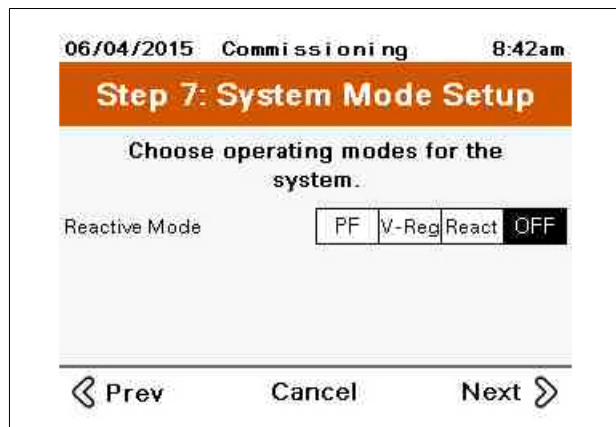 06/04/2015 Commissioning 8:42am
Step 7: System Mode Setup
Choose operating modes for the
system.
Reactive Mode PF V-Reg React OFF
Prev Cancel Next